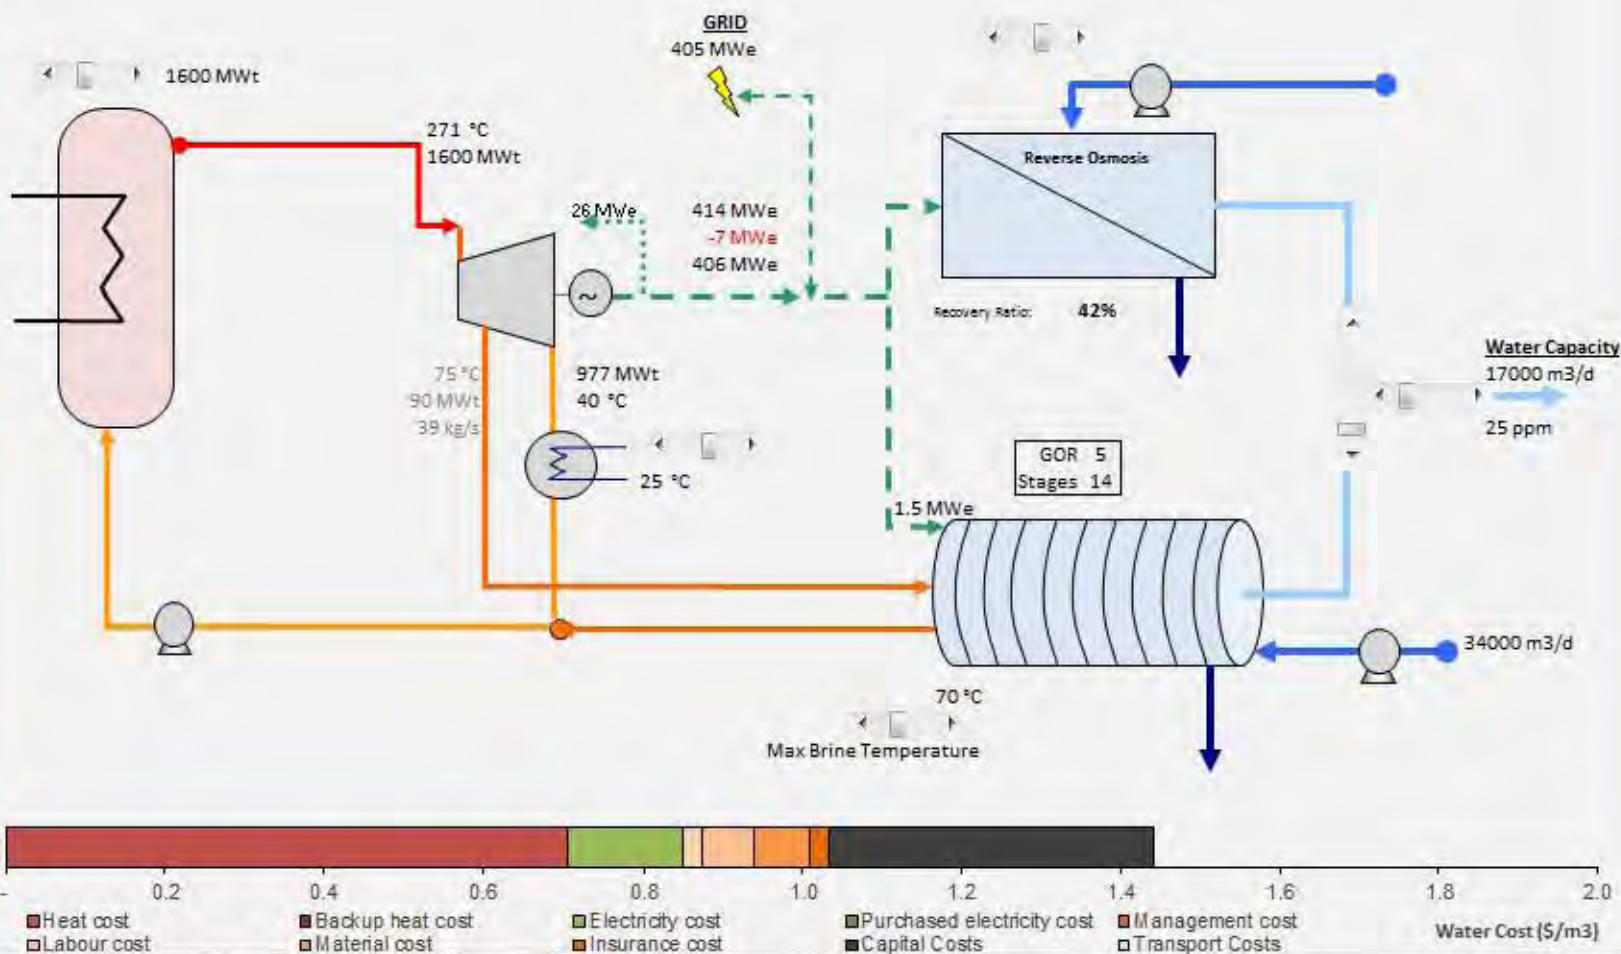 GRID
405 MWe
1600 MWt
271 °C
1600 MWt
26 MWe
414 MWe
-7 MWe
406 MWe
~
Reverse Osmosis
Recovery Ratio: 42%
75 °C
90 MWt
39 kg/s
977 MWt
40 °C
25 °C
Water Capacity
17000 m3/d
25 ppm
GOR 5
Stages 14
1.5 MWe
34000 m3/d
70 °C
Max Brine Temperature
- 0.2 0.4 0.6 0.8 1.0 1.2 1.4 1.6 1.8 2.0
Heat cost Backup heat cost Electricity cost Purchased electricity cost Management cost
Labour cost Material cost Insurance cost Capital Costs Transport Costs
Water Cost ($/m3)